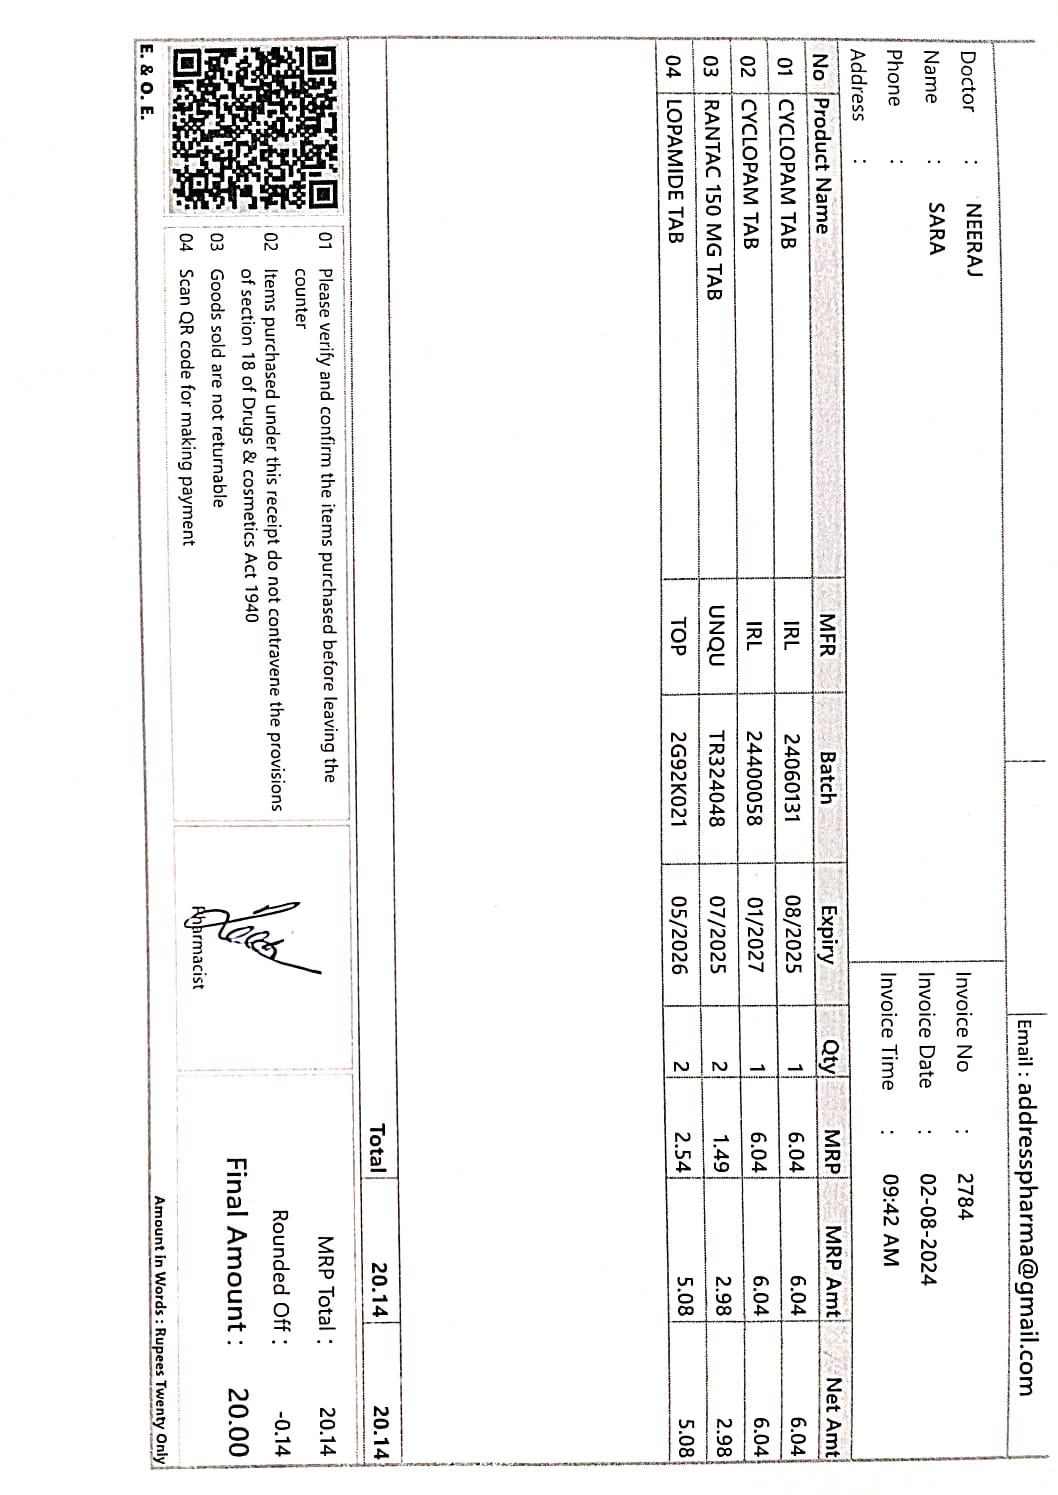 Email : addresspharma@gmail.com
Doctor : NEERAJ
Name : SARA
Phone :
Address :
Invoice No : 2784
Invoice Date : 02-08-2024
Invoice Time : 09:42 AM
No Product Name MFR Batch Expiry Qty MRP MRP Amt Net Amt
01 CYCLOPAM TAB IRL 24060131 08/2025 1 6.04 6.04 6.04
02 CYCLOPAM TAB IRL 24400058 01/2027 1 6.04 6.04 6.04
03 RANTAC 150 MG TAB UNQU TR324048 07/2025 2 1.49 2.98 2.98
04 LOPAMIDE TAB TOP 2G92K021 05/2026 2 2.54 5.08 5.08
Total 20.14 20.14
01 Please verify and confirm the items purchased before leaving the
counter
02 Items purchased under this receipt do not contravene the provisions
of section 18 of Drugs & cosmetics Act 1940
03 Goods sold are not returnable
04 Scan QR code for making payment
Pharmacist
MRP Total : 20.14
Rounded Off : -0.14
Final Amount : 20.00
E. & O. E.
Amount in Words : Rupees Twenty Only